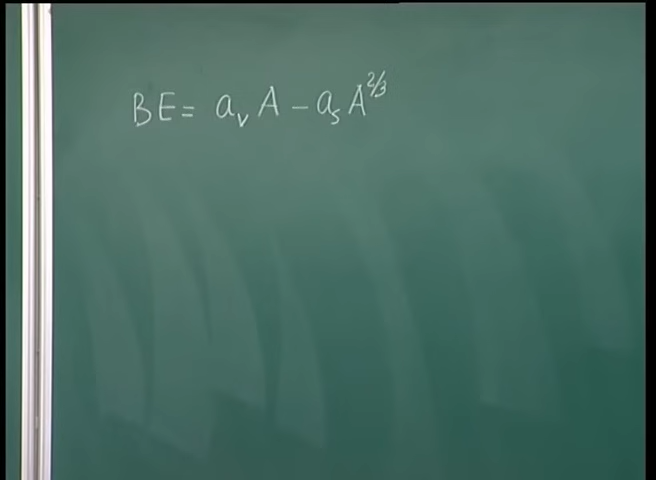 BE = a_v A - a_s A^{2/3}